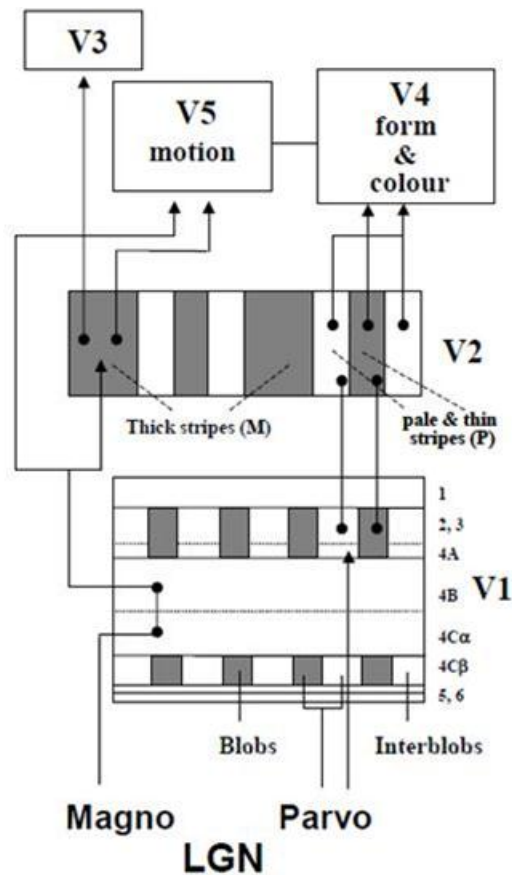 V3
V5
motion
V4
form
&
colour
V2
Thick stripes (M)
pale & thin
stripes (P)
1
2, 3
4A
4B
V1
4Cα
4Cβ
5, 6
Blobs
Interblobs
Magno
Parvo
LGN